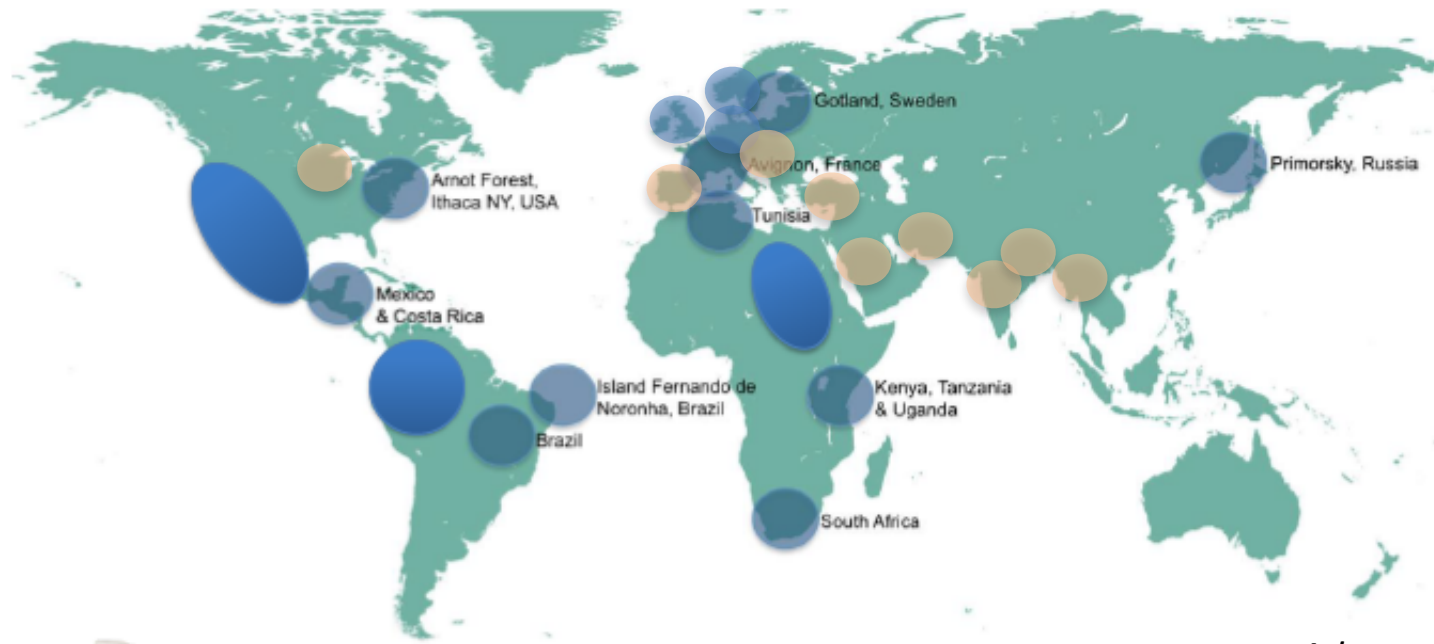 Gotland, Sweden
Avignon, France
Primorsky, Russia
Arnot Forest,
Ithaca NY, USA
Tunisia
Mexico
& Costa Rica
Island Fernando de
Noronha, Brazil
Kenya, Tanzania
& Uganda
Brazil
South Africa